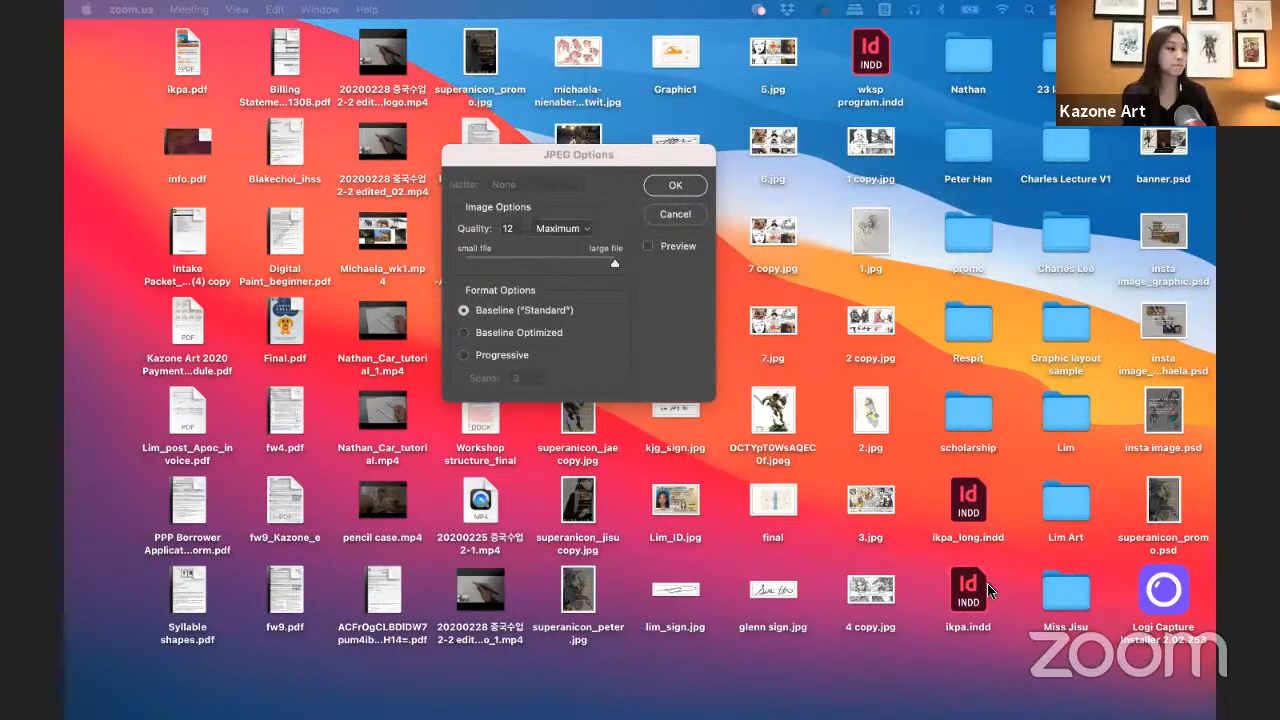 zoom.us Meeting View Edit Window Help
Kazone Art
ikpa.pdf
Billing
Stateme...1308.pdf
20200228 중국수업
2-2 edit...logo.mp4
superanicon_prom
o.jpg
michaela-
nienaber...twit.jpg
Graphic1
5.jpg
wksp
program.indd
Nathan
info.pdf
Blakechoi_ihss
20200228 중국수업
2-2 edited_02.mp4
6.jpg
1 copy.jpg
Peter Han
Charles Lecture V1
banner.psd
JPEG Options
Matte: None
OK
Image Options
Cancel
Quality: 12 Maximum
Preview
small file large file
Format Options
Baseline ("Standard")
Baseline Optimized
Progressive
Scans: 3
Intake
Packet_...(4) copy
Digital
Paint_beginner.pdf
Michaela_wk1.mp
4
7 copy.jpg
1.jpg
promo
Charles Lee
insta
image_graphic.psd
PDF
Kazone Art 2020
Payment...dule.pdf
Final.pdf
Nathan_Car_tutori
al_1.mp4
7.jpg
2 copy.jpg
Respit
Graphic layout
sample
insta
image_...haela.psd
PDF
Lim_post_Apoc_in
voice.pdf
fw4.pdf
Nathan_Car_tutori
al.mp4
DOCX
Workshop
structure_final
superanicon_jae
copy.jpg
kjg_sign.jpg
DCTYpT0WsAQEC
0f.jpeg
2.jpg
scholarship
Lim
insta image.psd
PPP Borrower
Applicat...orm.pdf
PDF
fw9_Kazone_e
pencil case.mp4
MP4
20200225 중국수업
2-1.mp4
superanicon_jisu
copy.jpg
Lim_ID.jpg
final
3.jpg
Id
INDD
ikpa_long.indd
Lim Art
superanicon_prom
o.psd
Syllable
shapes.pdf
fw9.pdf
ACFrOgCLBDIDW7
pum4ib...H14=.pdf
20200228 중국수업
2-2 edit...o_1.mp4
superanicon_peter
.jpg
lim_sign.jpg
glenn sign.jpg
4 copy.jpg
Id
INDD
ikpa.indd
Miss Jisu
Logi Capture
Installer 2.02.253
zoom